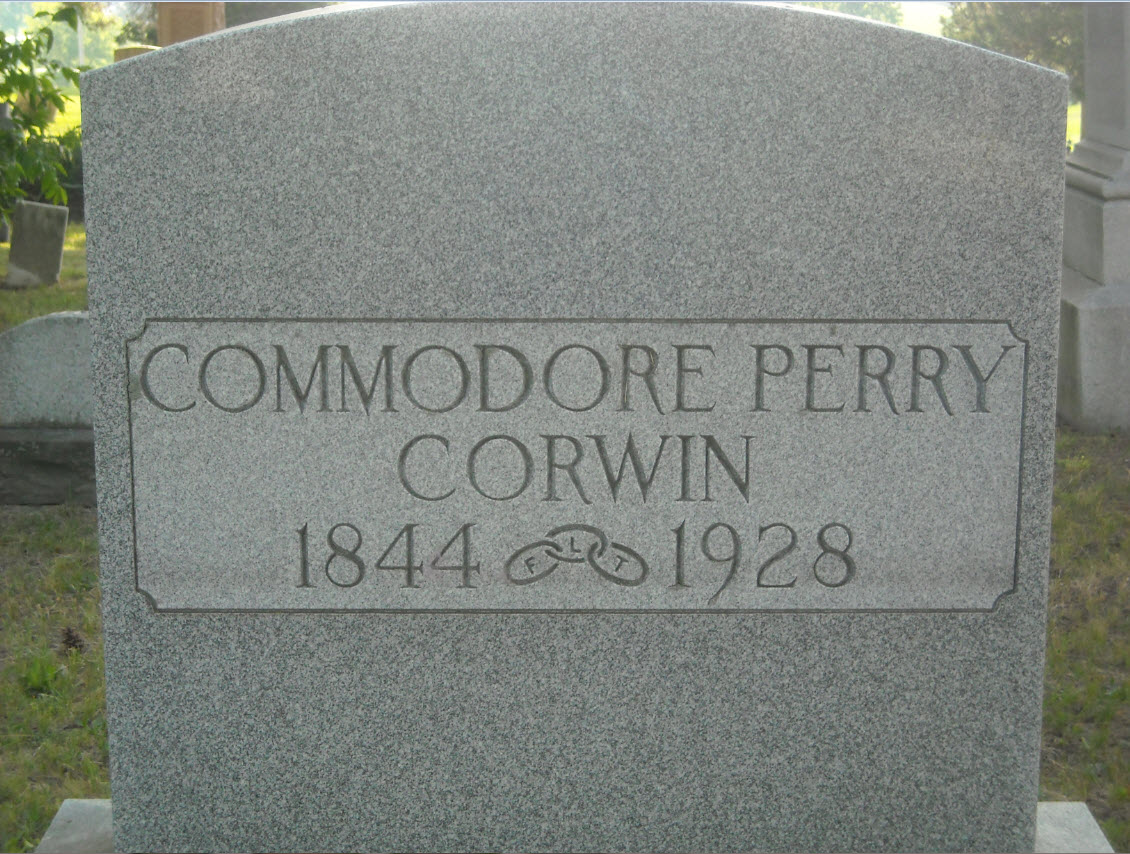 COMMODORE PERRY
CORWIN
1844 F L T 1928